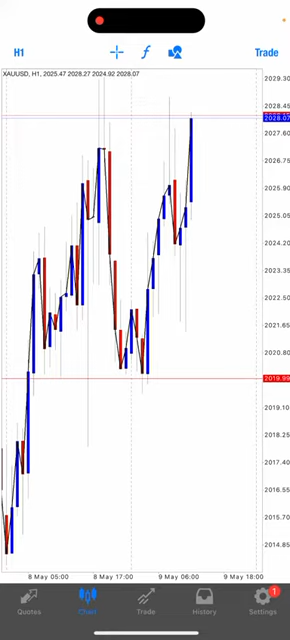 H1
f
Trade
XAUUSD, H1, 2025.47 2028.27 2024.92 2028.07
2029.30
2028.45
2028.07
2027.60
2026.75
2025.90
2025.05
2024.20
2023.35
2022.50
2021.65
2020.80
2019.99
2019.10
2018.25
2017.40
2016.55
2015.70
2014.85
8 May 05:00
8 May 17:00
9 May 06:00
9 May 18:00
Quotes
Chart
Trade
History
1
Settings